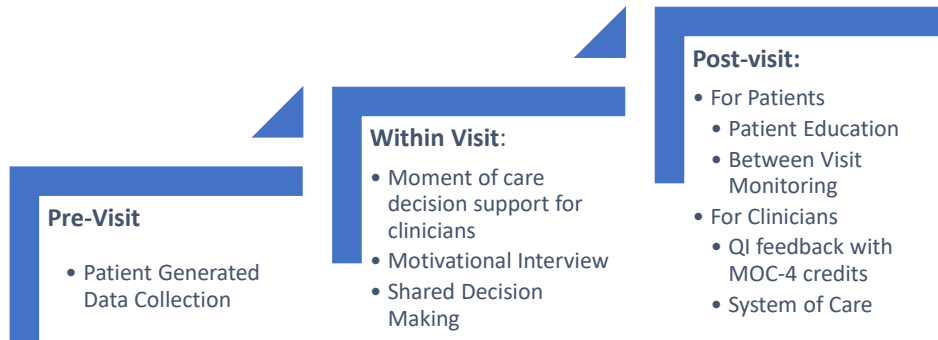 Pre-Visit
• Patient Generated
Data Collection
Within Visit:
• Moment of care
decision support for
clinicians
• Motivational Interview
• Shared Decision
Making
Post-visit:
• For Patients
• Patient Education
• Between Visit
Monitoring
• For Clinicians
• QI feedback with
MOC-4 credits
• System of Care